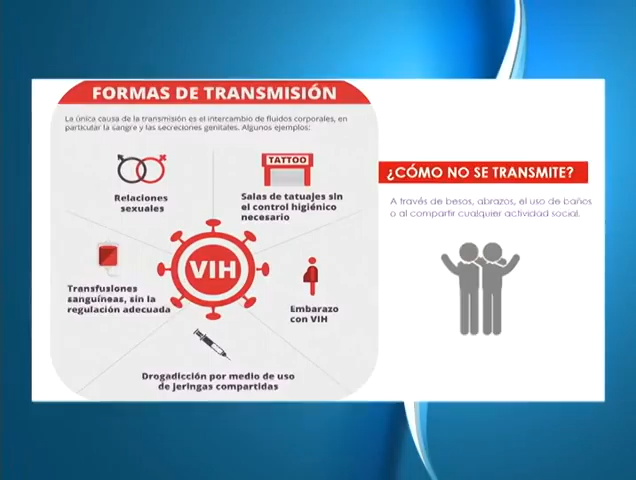 FORMAS DE TRANSMISIÓN
La única causa de la transmisión es el intercambio de fluidos corporales, en
particular la sangre y las secreciones genitales. Algunos ejemplos:
Relaciones
sexuales
TATTOO
Salas de tatuajes sin
el control higiénico
necesario
VIH
Transfusiones
sanguíneas, sin la
regulación adecuada
Embarazo
con VIH
Drogadicción por medio de uso
de jeringas compartidas
¿CÓMO NO SE TRANSMITE?
A través de besos, abrazos, el uso de baños
o al compartir cualquier actividad social.